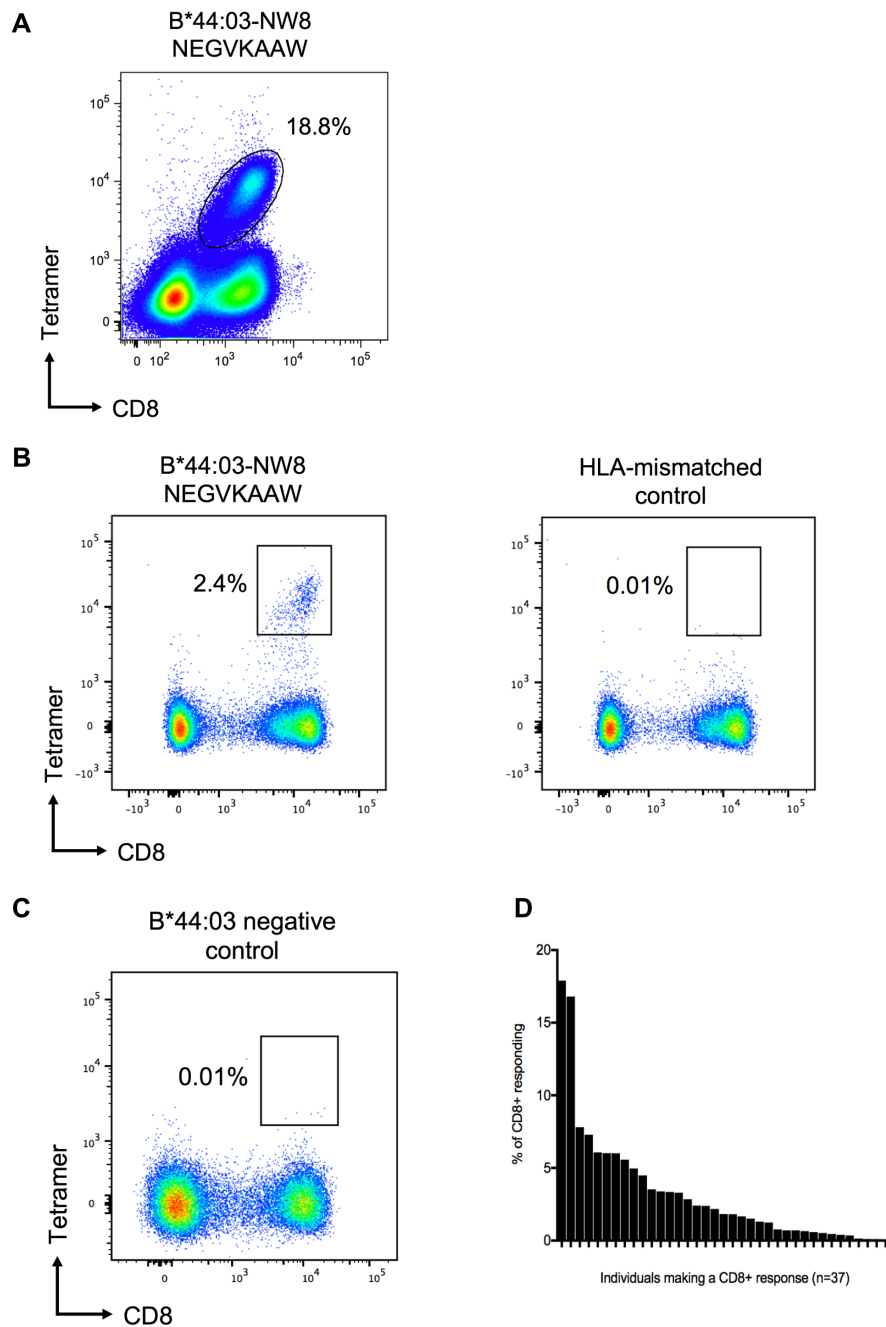 A
B*44:03-NW8
NEGVKAAW
18.8%
10^5
10^4
10^3
0
Tetramer
0 10^2 10^3 10^4 10^5
CD8
B
B*44:03-NW8
NEGVKAAW
2.4%
10^5
10^4
10^3
0
-10^3
Tetramer
-10^3 0 10^3 10^4 10^5
CD8
HLA-mismatched
control
0.01%
10^5
10^4
10^3
0
-10^3
-10^3 0 10^3 10^4 10^5
C
B*44:03 negative
control
0.01%
10^5
10^4
10^3
0
Tetramer
0 10^3 10^4 10^5
CD8
D
20
15
10
5
0
% of CD8+ responding
Individuals making a CD8+ response (n=37)